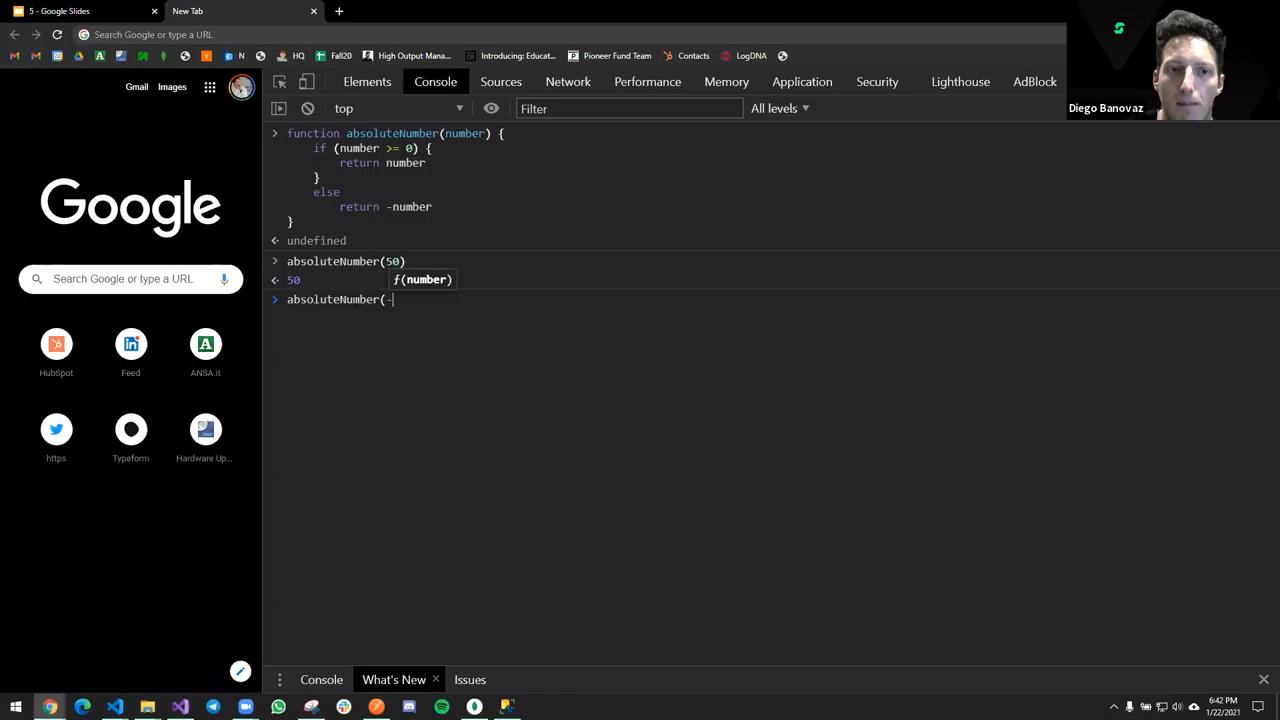 5 - Google Slides
New Tab
Search Google or type a URL
N
HQ
Fall20
High Output Mana...
Introducing: Educat...
Pioneer Fund Team
Contacts
LogDNA
Diego Banovaz
Gmail
Images
Elements
Console
Sources
Network
Performance
Memory
Application
Security
Lighthouse
AdBlock
top
Filter
All levels
function absoluteNumber(number) {
if (number >= 0) {
return number
}
else
return -number
}
undefined
absoluteNumber(50)
50
ƒ(number)
absoluteNumber(-
Google
Search Google or type a URL
HubSpot
Feed
ANSA.it
https
Typeform
Hardware Up...
Console
What's New
Issues
6:42 PM
1/22/2021